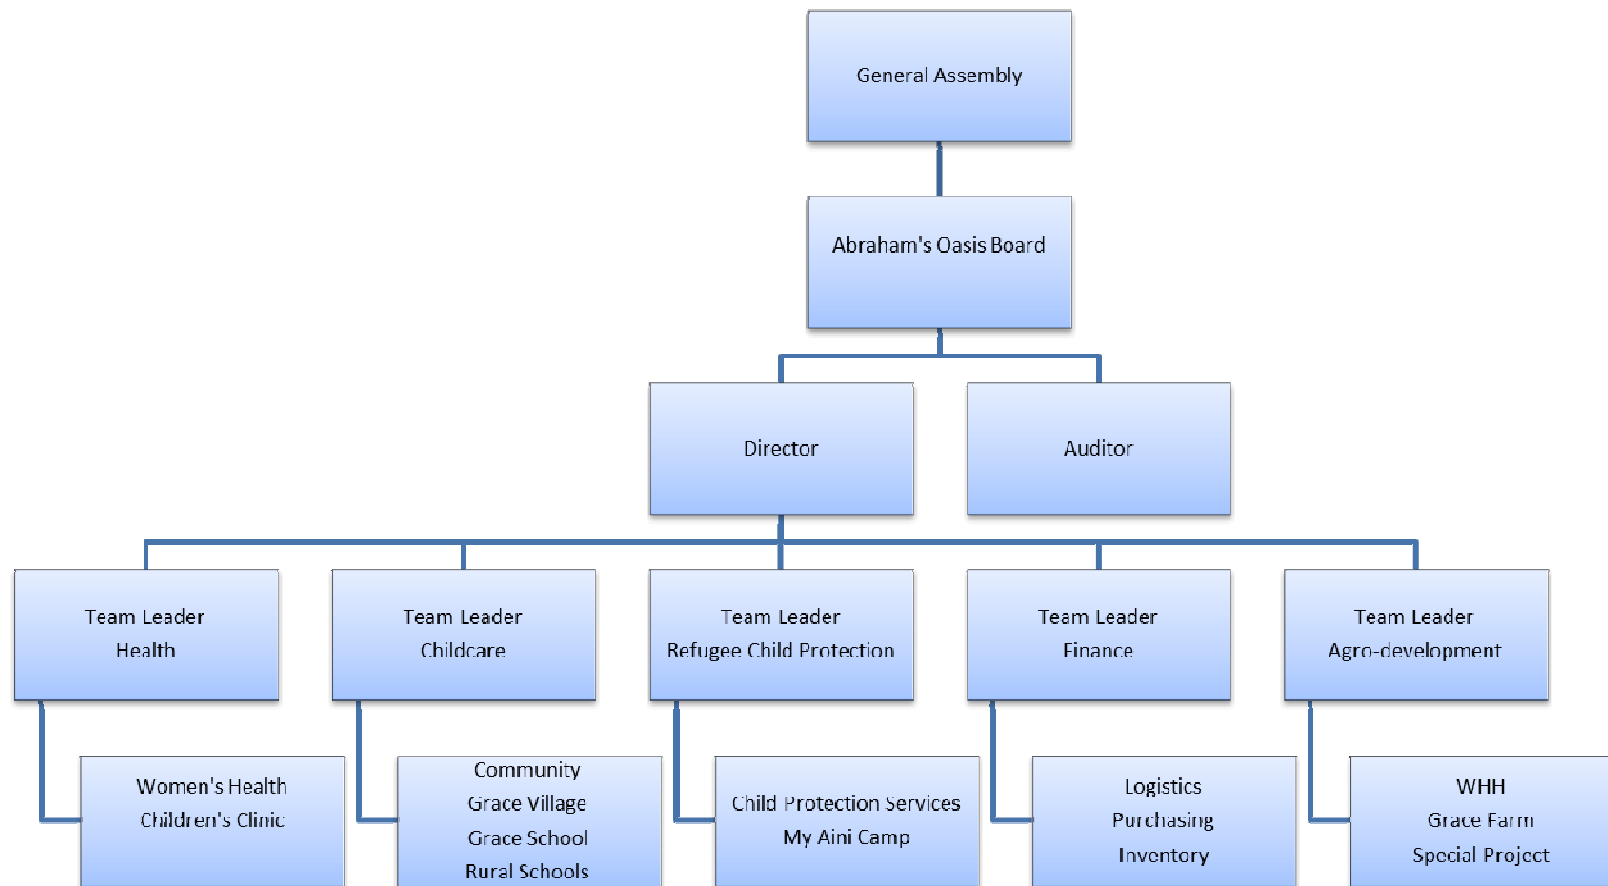 General Assembly
Abraham's Oasis Board
Director
Auditor
Team Leader
Health
Team Leader
Childcare
Team Leader
Refugee Child Protection
Team Leader
Finance
Team Leader
Agro-development
Women's Health
Children's Clinic
Community
Grace Village
Grace School
Rural Schools
Child Protection Services
My Aini Camp
Logistics
Purchasing
Inventory
WHH
Grace Farm
Special Project